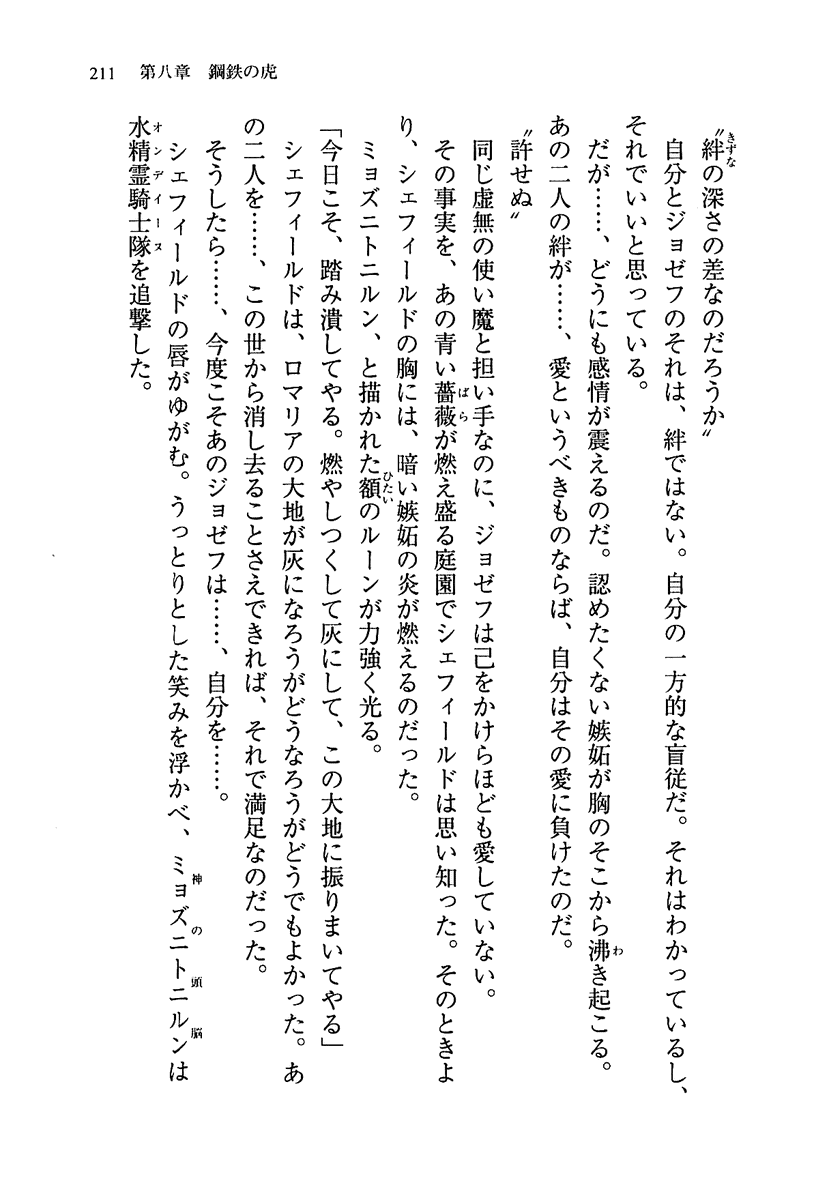 211　第八章　鋼鉄の虎
〝絆の深さの差なのだろうか〟
自分とジョゼフのそれは、絆ではない。自分の一方的な盲従だ。それはわかっているし、
それでいいと思っている。
だが……、どうにも感情が震えるのだ。認めたくない嫉妬が胸のそこから沸き起こる。
あの二人の絆が……、愛というべきものならば、自分はその愛に負けたのだ。
〝許せぬ〟
同じ虚無の使い魔と担い手なのに、ジョゼフは己をかけらほども愛していない。
その事実を、あの青い薔薇が燃え盛る庭園でシェフィールドは思い知った。そのときよ
り、シェフィールドの胸には、暗い嫉妬の炎が燃えるのだった。
ミョズニトニルン、と描かれた額のルーンが力強く光る。
「今日こそ、踏み潰してやる。燃やしつくして灰にして、この大地に振りまいてやる」
シェフィールドは、ロマリアの大地が灰になろうがどうなろうがどうでもよかった。あ
の二人を……、この世から消し去ることさえできれば、それで満足なのだった。
そうしたら……、今度こそあのジョゼフは……、自分を……。
シェフィールドの唇がゆがむ。うっとりとした笑みを浮かべ、ミョズニトニルンは
水精霊騎士隊を追撃した。
きずな
わ
ばら
ひたい
神の頭脳
オンディーヌ